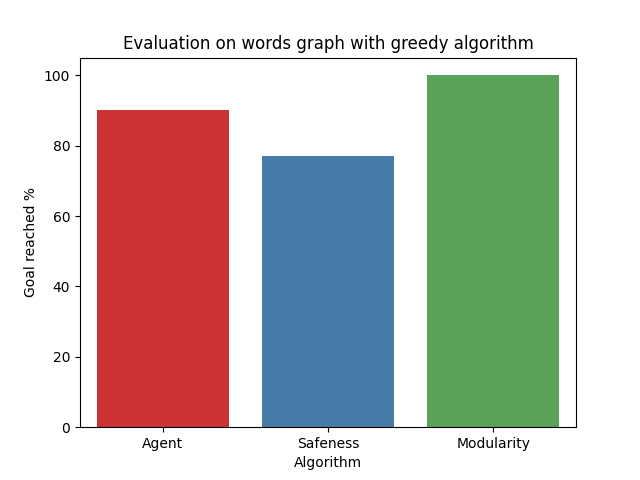 Evaluation on words graph with greedy algorithm
100
80
60
40
20
0
Goal reached %
Agent
Safeness
Modularity
Algorithm